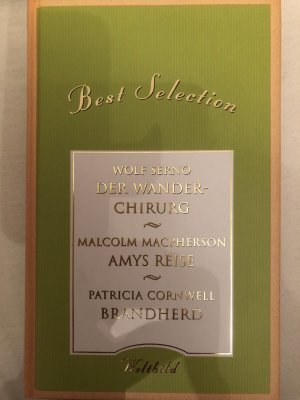 Best Selection
WOLF SERNO
DER WANDER-
CHIRURG
~
MALCOLM MACPHERSON
AMYS REISE
~
PATRICIA CORNWELL
BRANDHERD
Weltbild